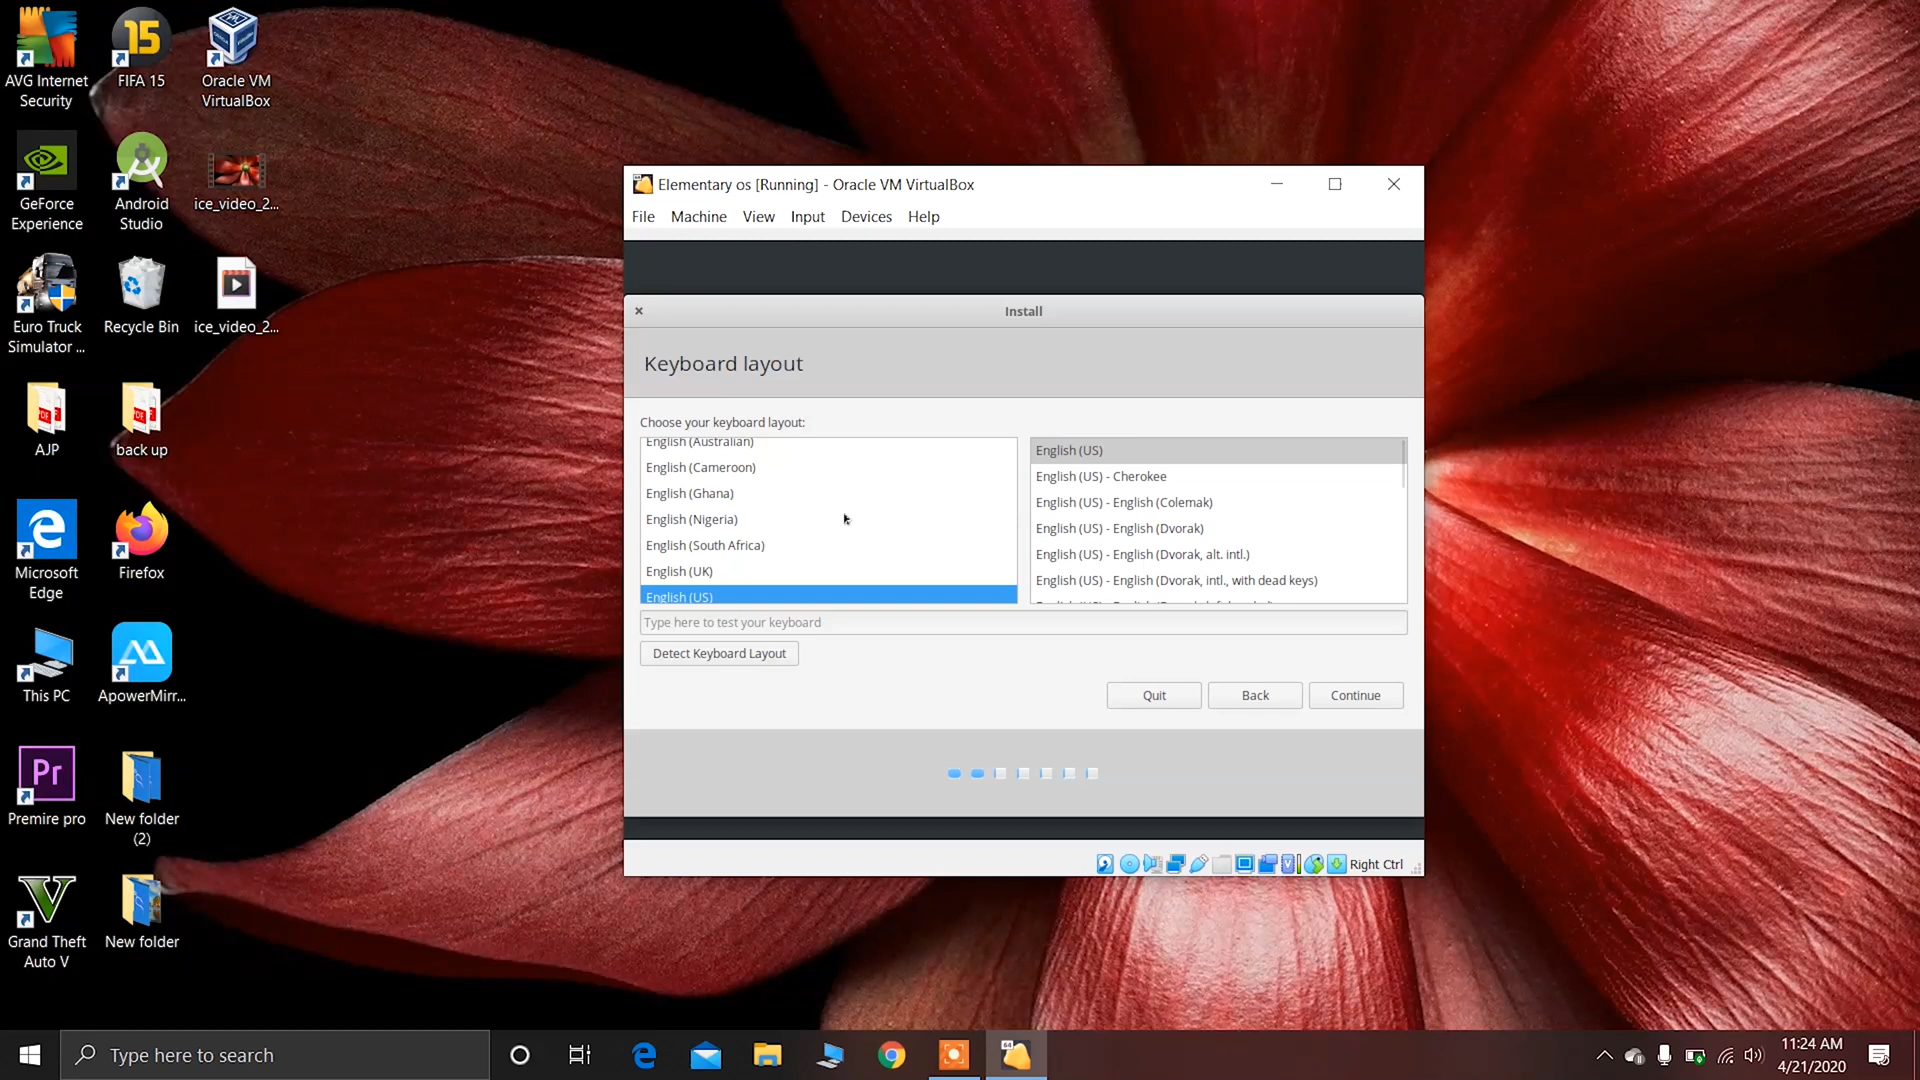 AVG Internet
Security
FIFA 15
Oracle VM
VirtualBox
GeForce
Experience
Android
Studio
ice_video_2...
Euro Truck
Simulator ...
Recycle Bin
ice_video_2...
AJP
back up
Microsoft
Edge
Firefox
This PC
ApowerMirr...
Premire pro
New folder
(2)
Grand Theft
Auto V
New folder
15
PDF
PDF
Pr
V
Elementary os [Running] - Oracle VM VirtualBox
File Machine View Input Devices Help
Install
Keyboard layout
Choose your keyboard layout:
English (Australian)
English (Cameroon)
English (Ghana)
English (Nigeria)
English (South Africa)
English (UK)
English (US)
English (US)
English (US) - Cherokee
English (US) - English (Colemak)
English (US) - English (Dvorak)
English (US) - English (Dvorak, alt. intl.)
English (US) - English (Dvorak, intl., with dead keys)
Type here to test your keyboard
Detect Keyboard Layout
Quit Back Continue
Right Ctrl
Type here to search
64
11:24 AM
4/21/2020